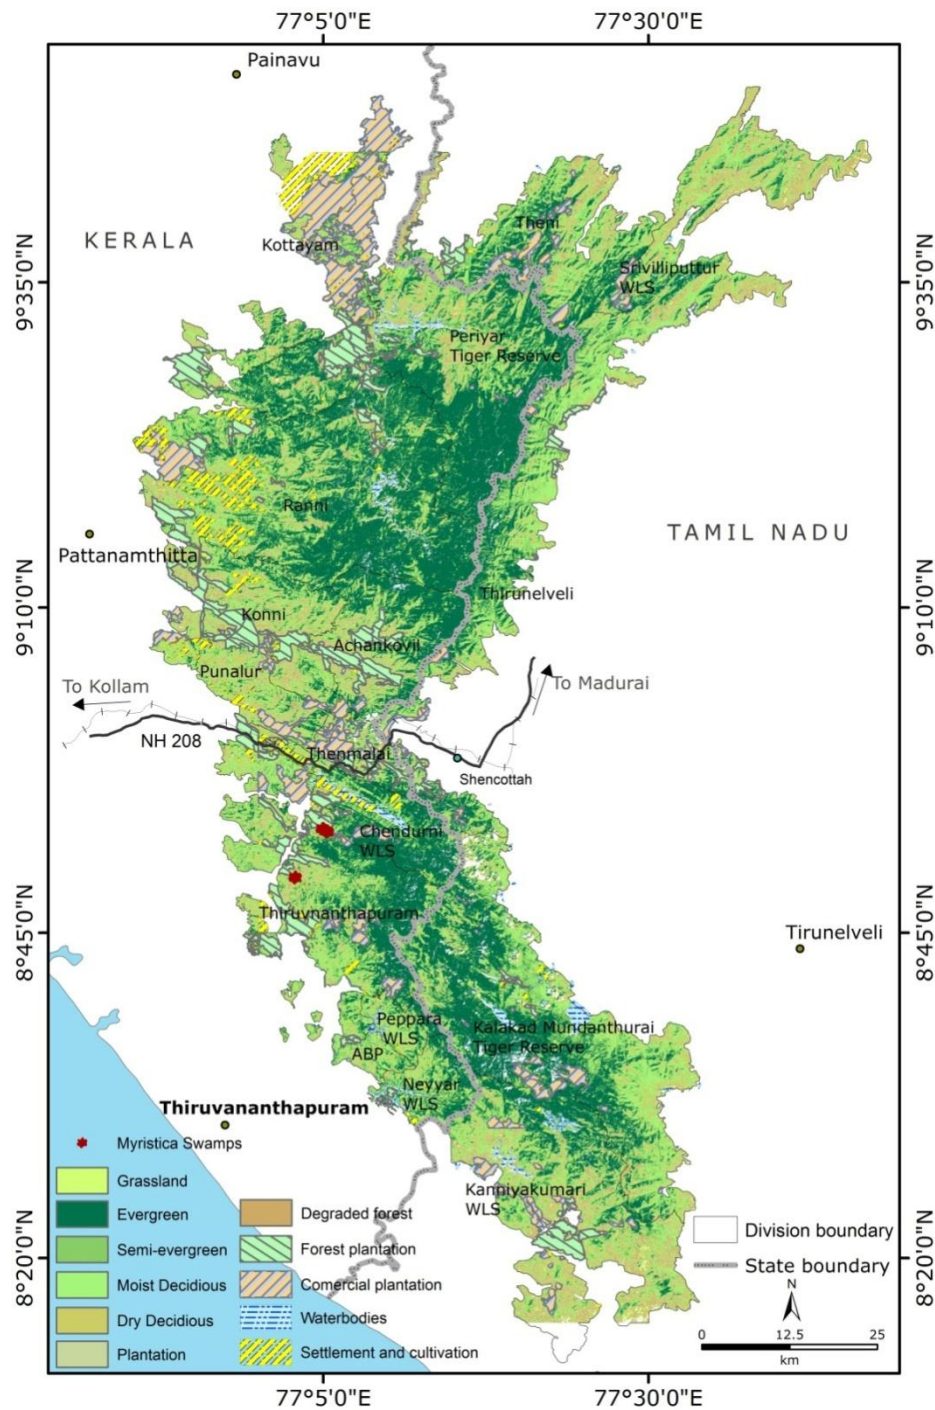 77°5'0"E
77°30'0"E
Painavu
KERALA
Kottayam
Theni
9°35'0"N
Srivilliputtur
WLS
9°35'0"N
Periyar
Tiger Reserve
Ranni
TAMIL NADU
Pattanamthitta
Thirunelveli
9°10'0"N
9°10'0"N
Konni
Achankovil
Punalur
To Kollam
To Madurai
NH 208
Thenmalai
Shencottah
Chendurni
WLS
Thiruvnanthapuram
8°45'0"N
8°45'0"N
Tirunelveli
Peppara
WLS
Kalakad Mundanthurai
Tiger Reserve
ABP
Neyyar
WLS
Thiruvananthapuram
Myristica Swamps
Grassland
Kanniyakumari
WLS
Evergreen
Degraded forest
Division boundary
Semi-evergreen
Forest plantation
State boundary
8°20'0"N
8°20'0"N
Moist Decidious
Comercial plantation
N
Dry Decidious
Waterbodies
0 12.5 25
km
Plantation
Settlement and cultivation
77°5'0"E
77°30'0"E